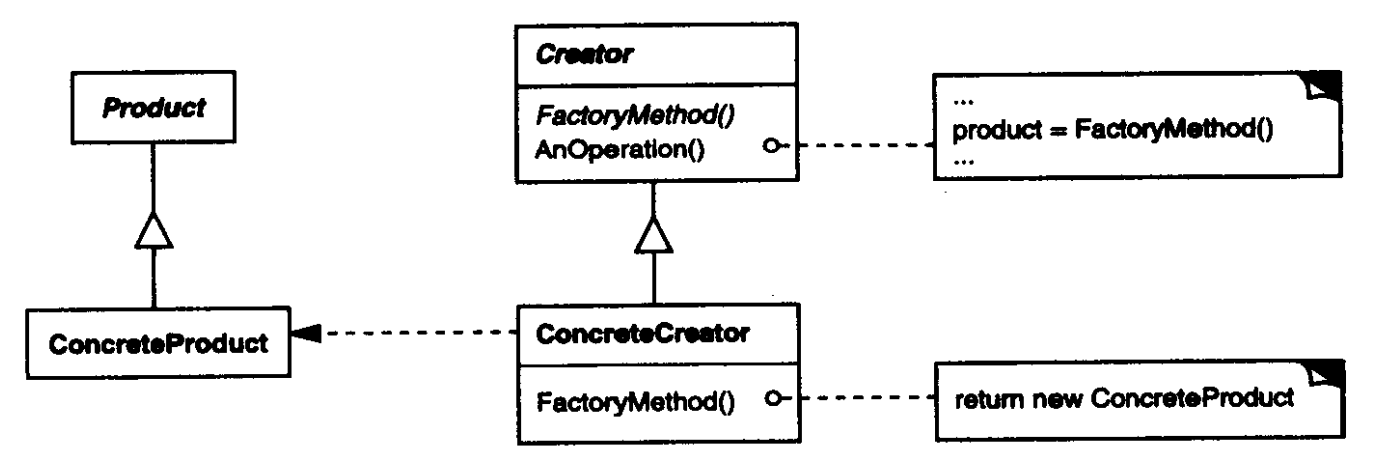 Product
ConcreteProduct
Creator
FactoryMethod()
AnOperation()
...
product = FactoryMethod()
...
ConcreteCreator
FactoryMethod()
return new ConcreteProduct